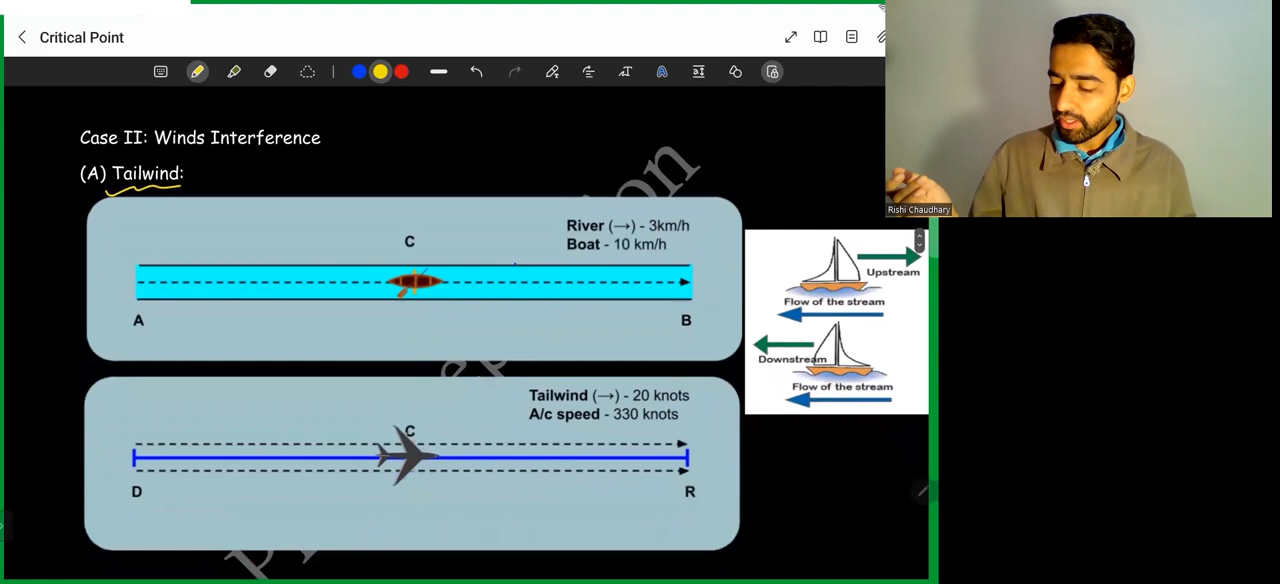 Critical Point
Case II: Winds Interference
(A) Tailwind:
River (→) - 3km/h
Boat - 10 km/h
C
A
B
Tailwind (→) - 20 knots
A/c speed - 330 knots
C
D
R
Upstream
Flow of the stream
Downstream
Flow of the stream
Rishi Chaudhary